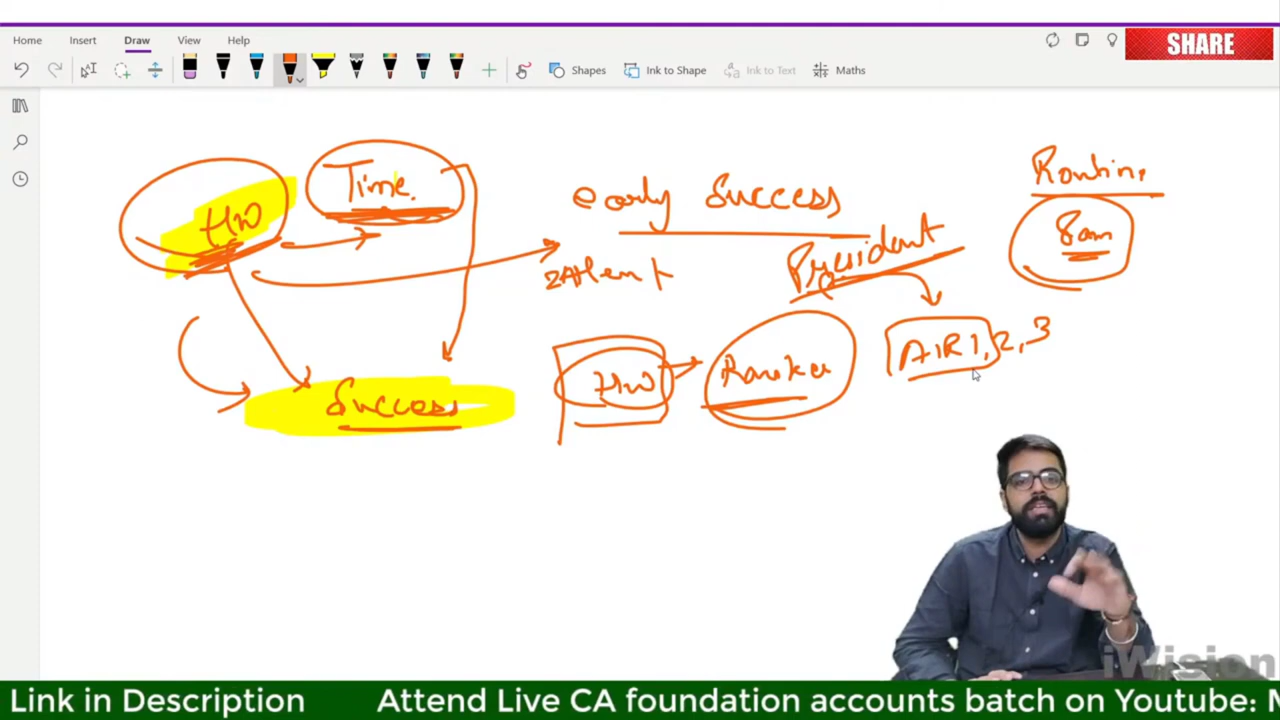 Home Insert Draw View Help
SHARE
Shapes Ink to Shape Ink to Text Maths
Time
HW
early Success
Routine
8am
President
2Attempt
AIR 1, 2, 3
HW
Ranker
Success
iWision
Link in Description Attend Live CA foundation accounts batch on Youtube: M